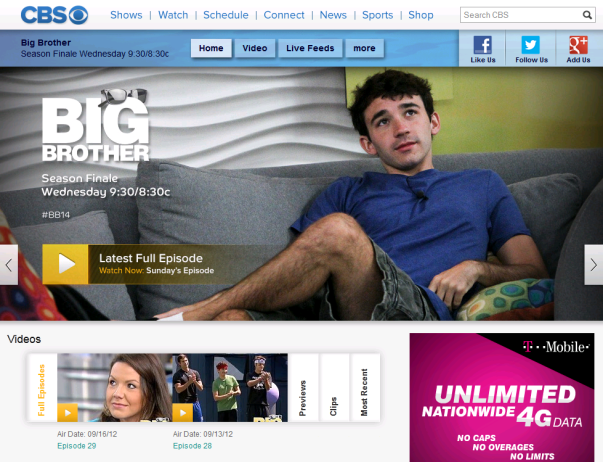 CBS
Shows | Watch | Schedule | Connect | News | Sports | Shop
Search CBS
Big Brother
Season Finale Wednesday 9:30/8:30c
Home
Video
Live Feeds
more
Like Us
Follow Us
Add Us
BIG
BROTHER
Season Finale
Wednesday 9:30/8:30c
#BB14
Latest Full Episode
Watch Now: Sunday's Episode
Videos
Full Episodes
Air Date: 09/16/12
Episode 29
Air Date: 09/13/12
Episode 28
Previews
Clips
Most Recent
T-Mobile
UNLIMITED
NATIONWIDE 4G DATA
NO CAPS
NO OVERAGES
NO LIMITS